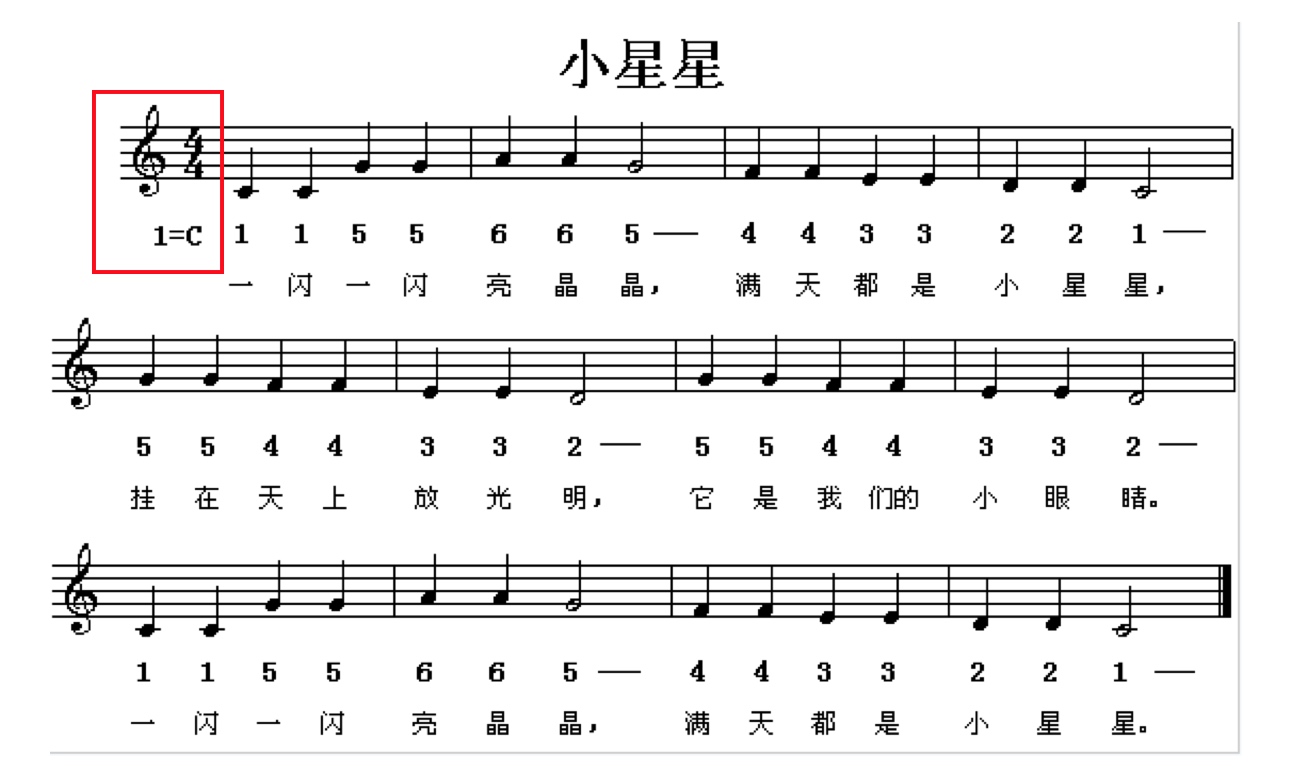 小星星
4
4
1=C 1 1 5 5 6 6 5 — 4 4 3 3 2 2 1 —
一 闪 一 闪 亮 晶 晶, 满 天 都 是 小 星 星,
5 5 4 4 3 3 2 — 5 5 4 4 3 3 2 —
挂 在 天 上 放 光 明, 它 是 我 们的 小 眼 睛。
1 1 5 5 6 6 5 — 4 4 3 3 2 2 1 —
一 闪 一 闪 亮 晶 晶, 满 天 都 是 小 星 星。